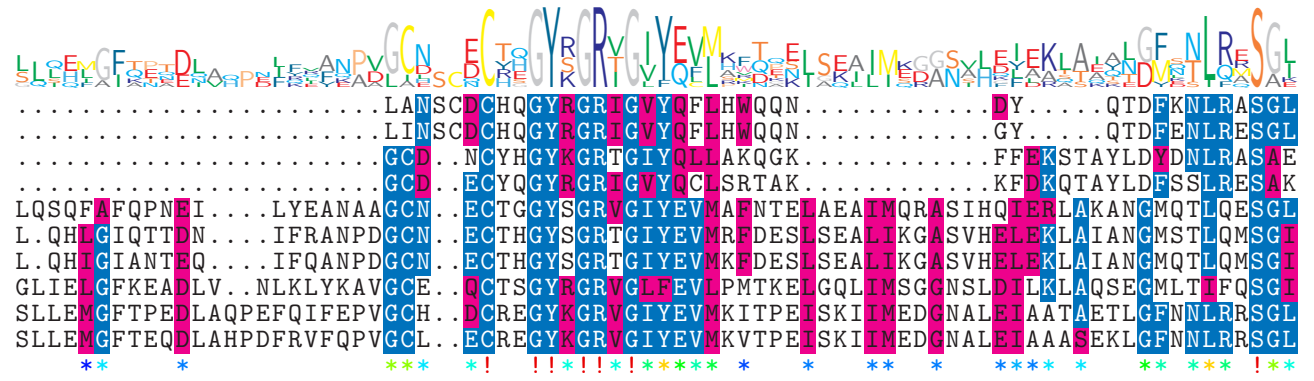 .......................LANSCDCHQGYRGRIGVYQFLHWQQN............DY.....QTDFKNLRASGL
.......................LINSCDCHQGYRGRIGVYQFLHWQQN............GY.....QTDFENLRESGL
.......................GCD..NCYHGYKGRTGIYQLLAKQGK............FFEKSTAYLDYDNLRASAE
.......................GCD..ECYQGYRGRIGVYQCLSRTAK............KFDKQTAYLDFSSLRESAK
LQSQFAFQPNEI....LYEANAAGCN..ECTGGYSGRVGIYEVMAFNTELAEAIMQRASIHQIERLAKANGMQTLQESGL
L.QHLGIQTTDN....IFRANPDGCN..ECTHGYSGRTGIYEVMRFDESLSEALIKGASVHELEKLAIANGMSTLQMSGI
L.QHIGIANTEQ....IFQANPDGCN..ECTHGYSGRTGIYEVMKFDESLSEALIKGASVHELEKLAIANGMQTLQMSGI
GLIELGFKEADLV..NLKLYKAVGCE..QCTSGYRGRVGLFEVLPMTKELGQLIMSGGNSLDILKLAQSEGMLTIFQSGI
SLLEMGFTPEDLAQPEFQIFEPVGCH..DCREGYKGRVGIYEVMKITPEISKIIMEDGNALEIAATAETLGFNNLRRSGL
SLLEMGFTEQDLAHPDFRVFQPVGCL..ECREGYKGRVGIYEVMKVTPEISKIIMEDGNALEIAAASEKLGFNNLRRSGL
** * *** *! !!*!!*!***** * * ** * **** * ** **** !**